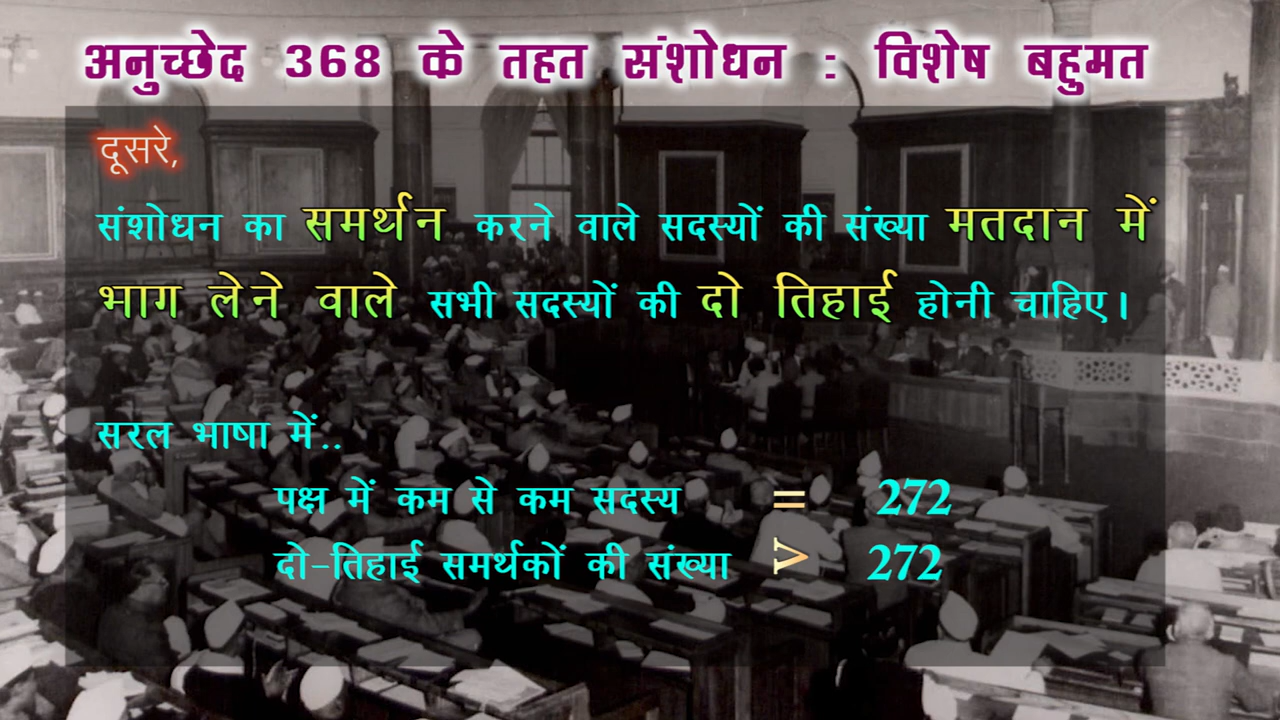 अनुच्छेद 368 के तहत संशोधन : विशेष बहुमत
दूसरे,
संशोधन का समर्थन करने वाले सदस्यों की संख्या मतदान में
भाग लेने वाले सभी सदस्यों की दो तिहाई होनी चाहिए।
सरल भाषा में..
पक्ष में कम से कम सदस्य = 272
दो-तिहाई समर्थकों की संख्या > 272